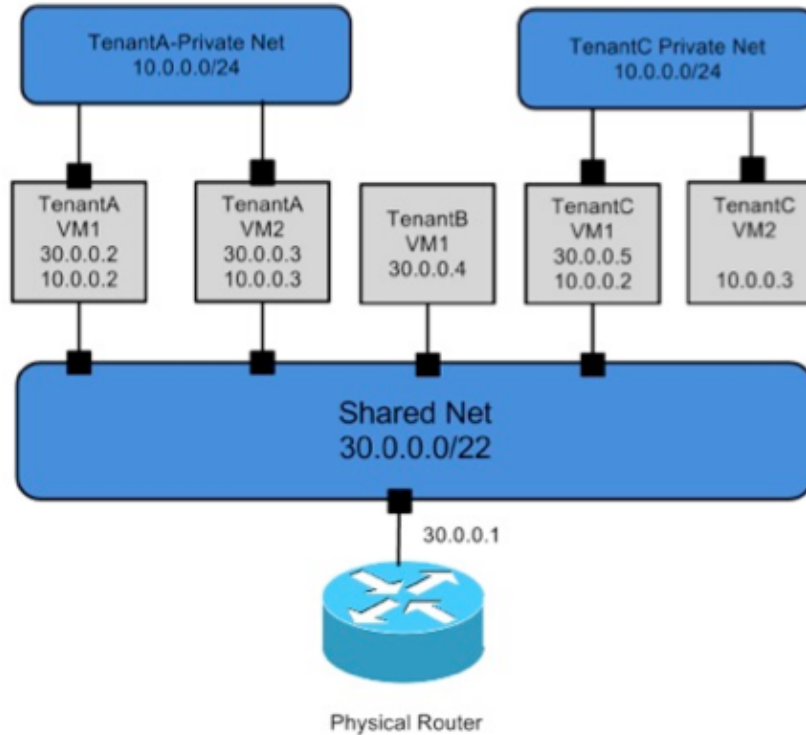 TenantA-Private Net
10.0.0.0/24
TenantC Private Net
10.0.0.0/24
TenantA
VM1
30.0.0.2
10.0.0.2
TenantA
VM2
30.0.0.3
10.0.0.3
TenantB
VM1
30.0.0.4
TenantC
VM1
30.0.0.5
10.0.0.2
TenantC
VM2
10.0.0.3
Shared Net
30.0.0.0/22
30.0.0.1
Physical Router